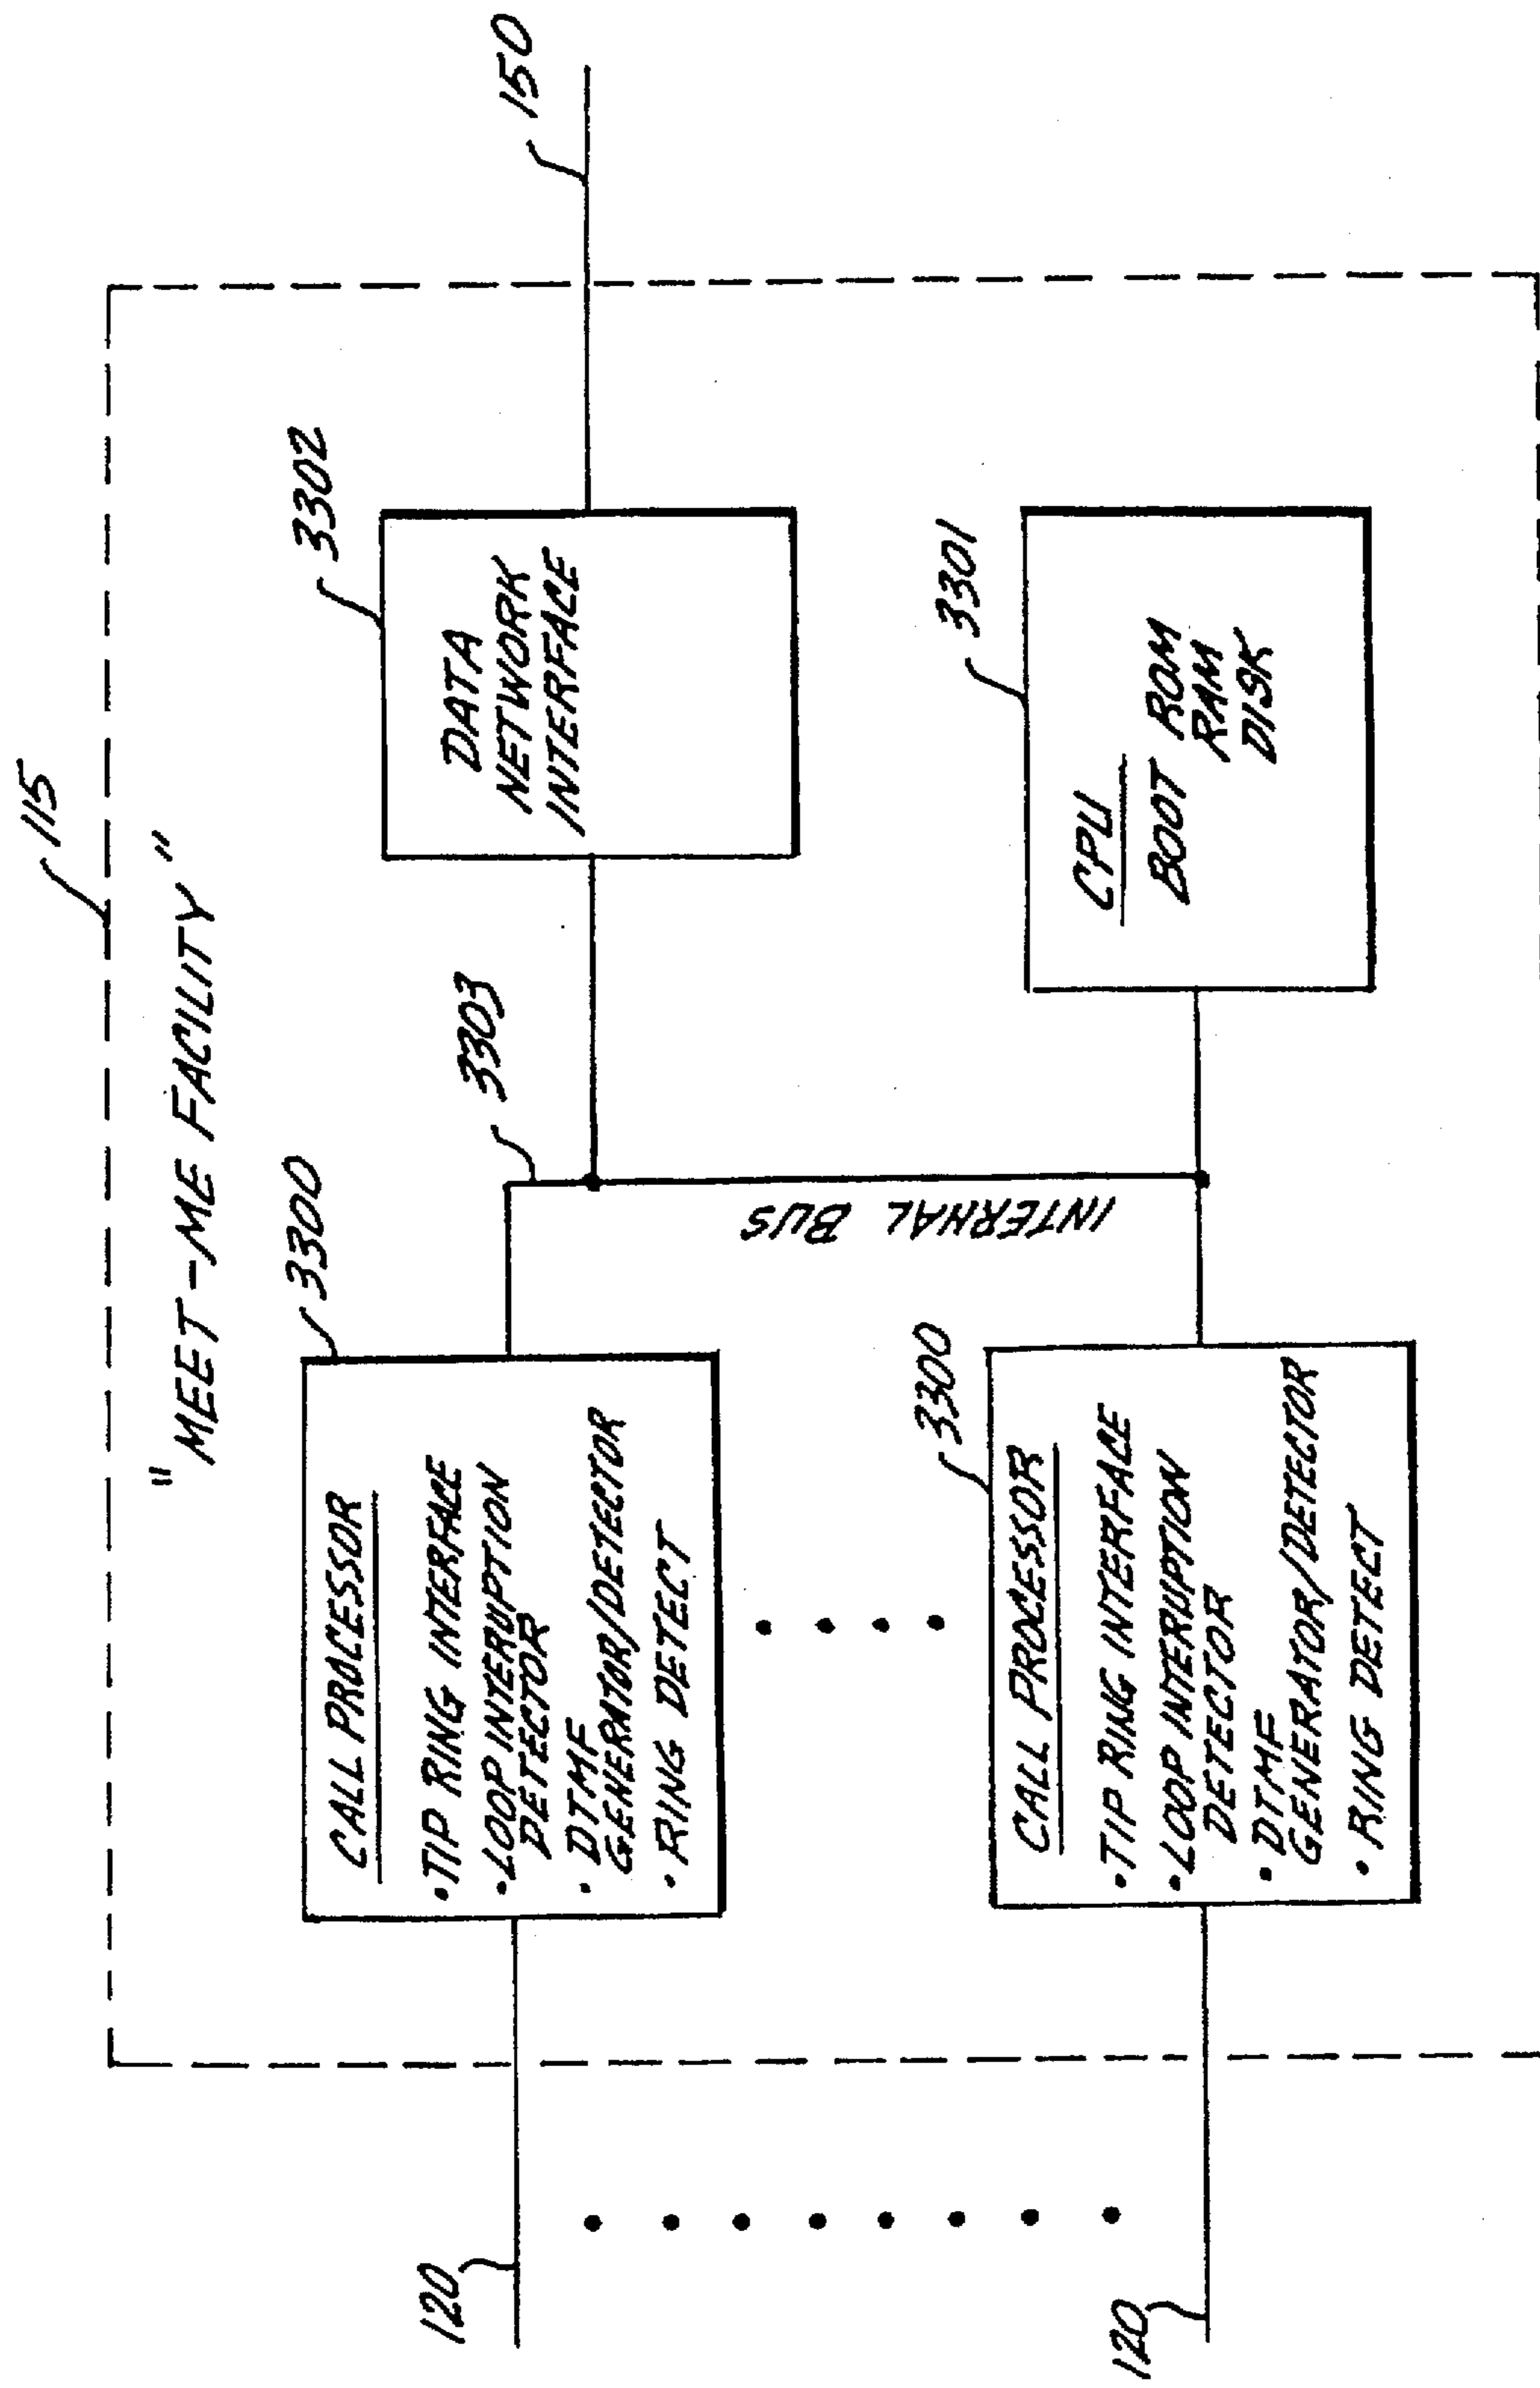 115
"MEET-ME FACILITY"
3300
CALL PROCESSOR
•TIP RING INTERFACE
•LOOP INTERUPTION
DETECTOR
• DTMF
GENERATOR/DETECTOR
•RING DETECT
120
3303
INTERNAL BUS
3302
DATA
NETWORK
INTERFACE
150
3300
CALL PROCESSOR
•TIP RING INTERFACE
•LOOP INTERRUPTION
DETECTOR
• DTMF
GENERATOR/DETECTOR
• RING DETECT
120
3301
CPU
BOOT ROM
RAM
DISK